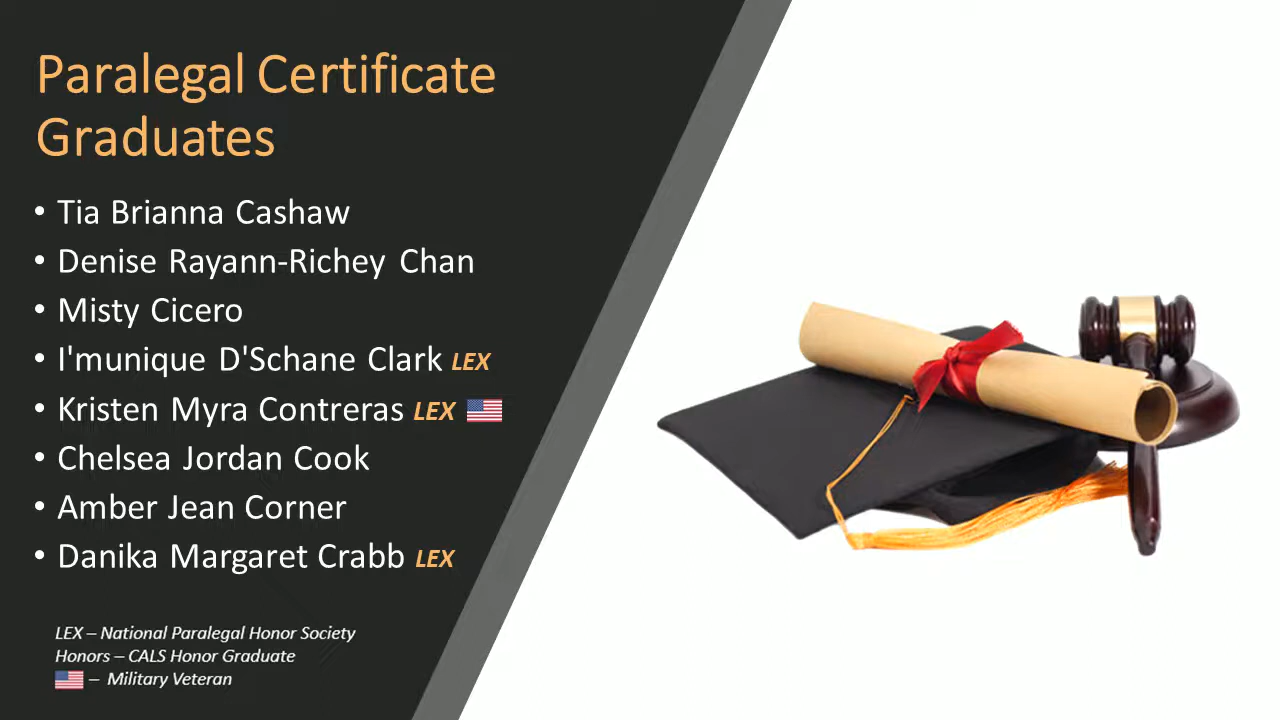 Paralegal Certificate
Graduates
• Tia Brianna Cashaw
• Denise Rayann-Richey Chan
• Misty Cicero
• I'munique D'Schane Clark LEX
• Kristen Myra Contreras LEX
• Chelsea Jordan Cook
• Amber Jean Corner
• Danika Margaret Crabb LEX
LEX – National Paralegal Honor Society
Honors – CALS Honor Graduate
– Military Veteran